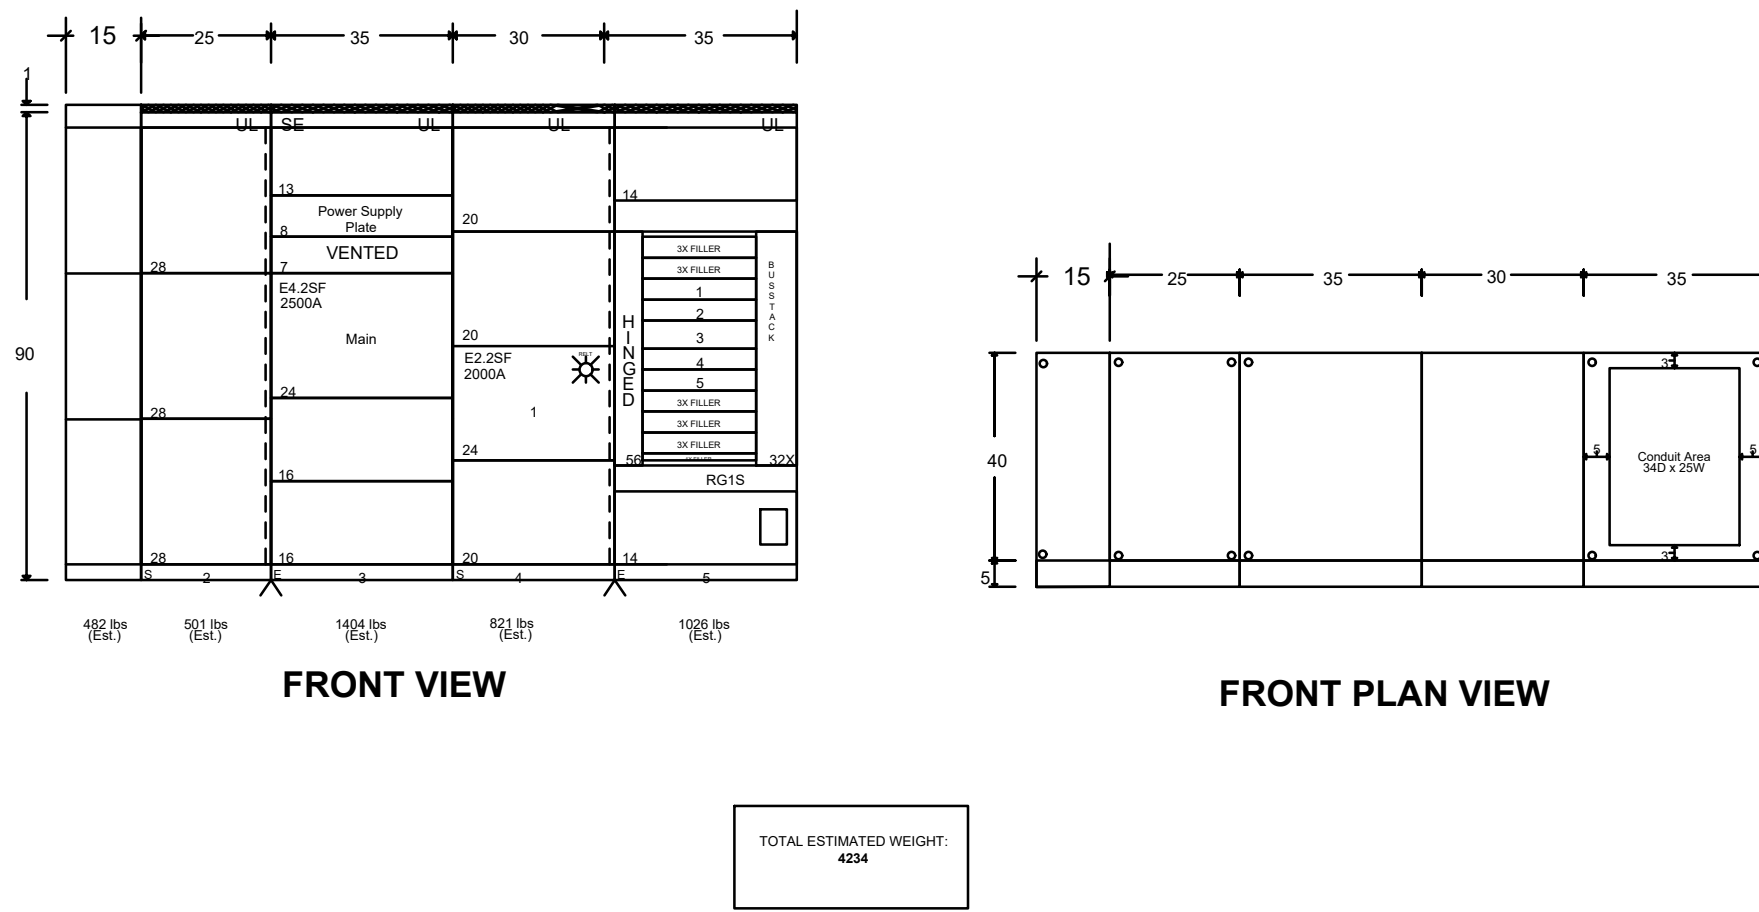 15
25
35
30
35
1
UL
SE
UL
UL
UL
13
14
Power Supply
Plate
20
8
VENTED
3X FILLER
28
7
3X FILLER
BUSSTACK
E4.2SF
2500A
1
2
HINGED
Main
20
3
90
E2.2SF
2000A
RELT
4
5
24
3X FILLER
28
1
3X FILLER
24
3X FILLER
56
32X
16
RG1S
28
16
20
14
S
2
E
3
S
4
E
5
482 lbs
(Est.)
501 lbs
(Est.)
1404 lbs
(Est.)
821 lbs
(Est.)
1026 lbs
(Est.)
FRONT VIEW
15
25
35
30
35
3
40
5
5
Conduit Area
34D x 25W
3
5
FRONT PLAN VIEW
TOTAL ESTIMATED WEIGHT:
4234